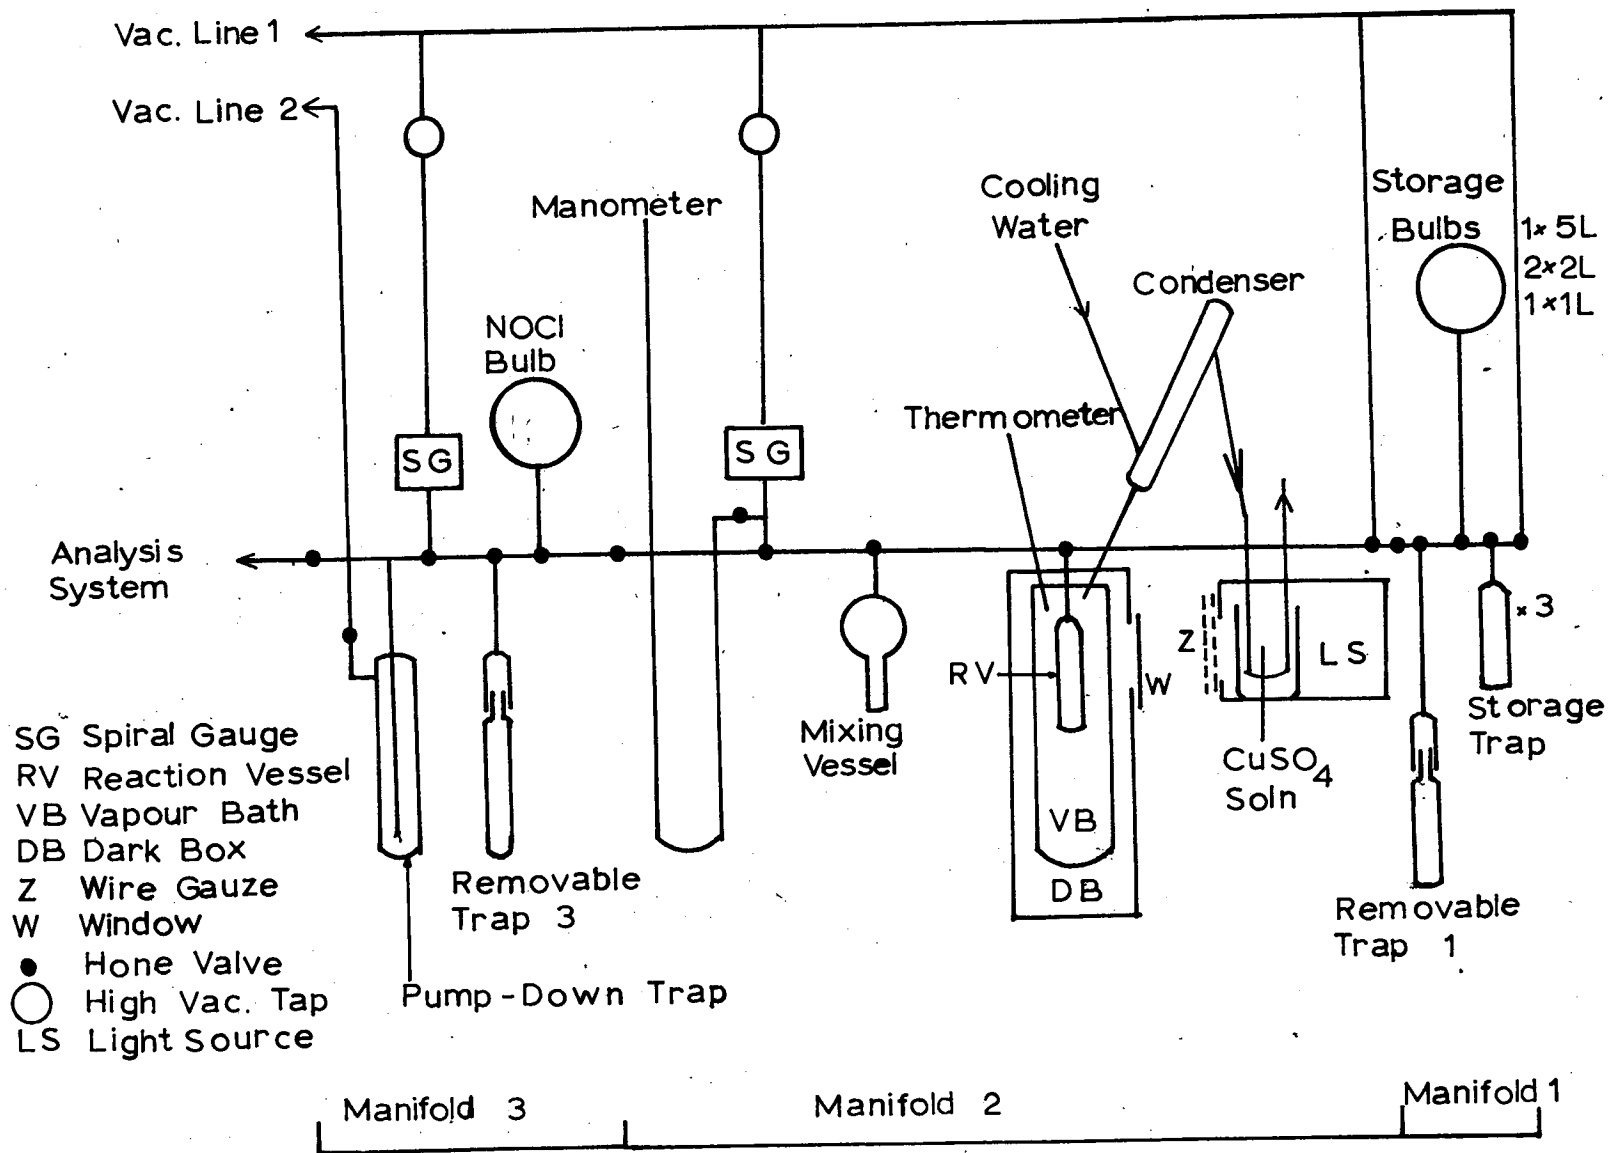 Vac. Line 1
Vac. Line 2
Manometer
Cooling
Water
Condenser
Storage
Bulbs
1×5L
2×2L
1×1L
NOCl
Bulb
Thermometer
SG
SG
Analysis
System
RV
W
Z
LS
×3
Storage
Trap
Mixing
Vessel
CuSO4
Soln
VB
DB
Removable
Trap 3
Removable
Trap 1
Pump-Down Trap
SG Spiral Gauge
RV Reaction Vessel
VB Vapour Bath
DB Dark Box
Z Wire Gauze
W Window
Hone Valve
High Vac. Tap
LS Light Source
Manifold 3
Manifold 2
Manifold 1